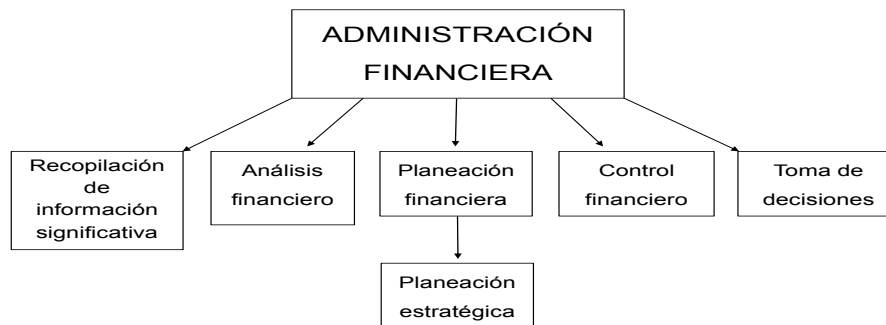 ADMINISTRACIÓN
FINANCIERA
Recopilación
de
información
significativa
Análisis
financiero
Planeación
financiera
Control
financiero
Toma de
decisiones
Planeación
estratégica